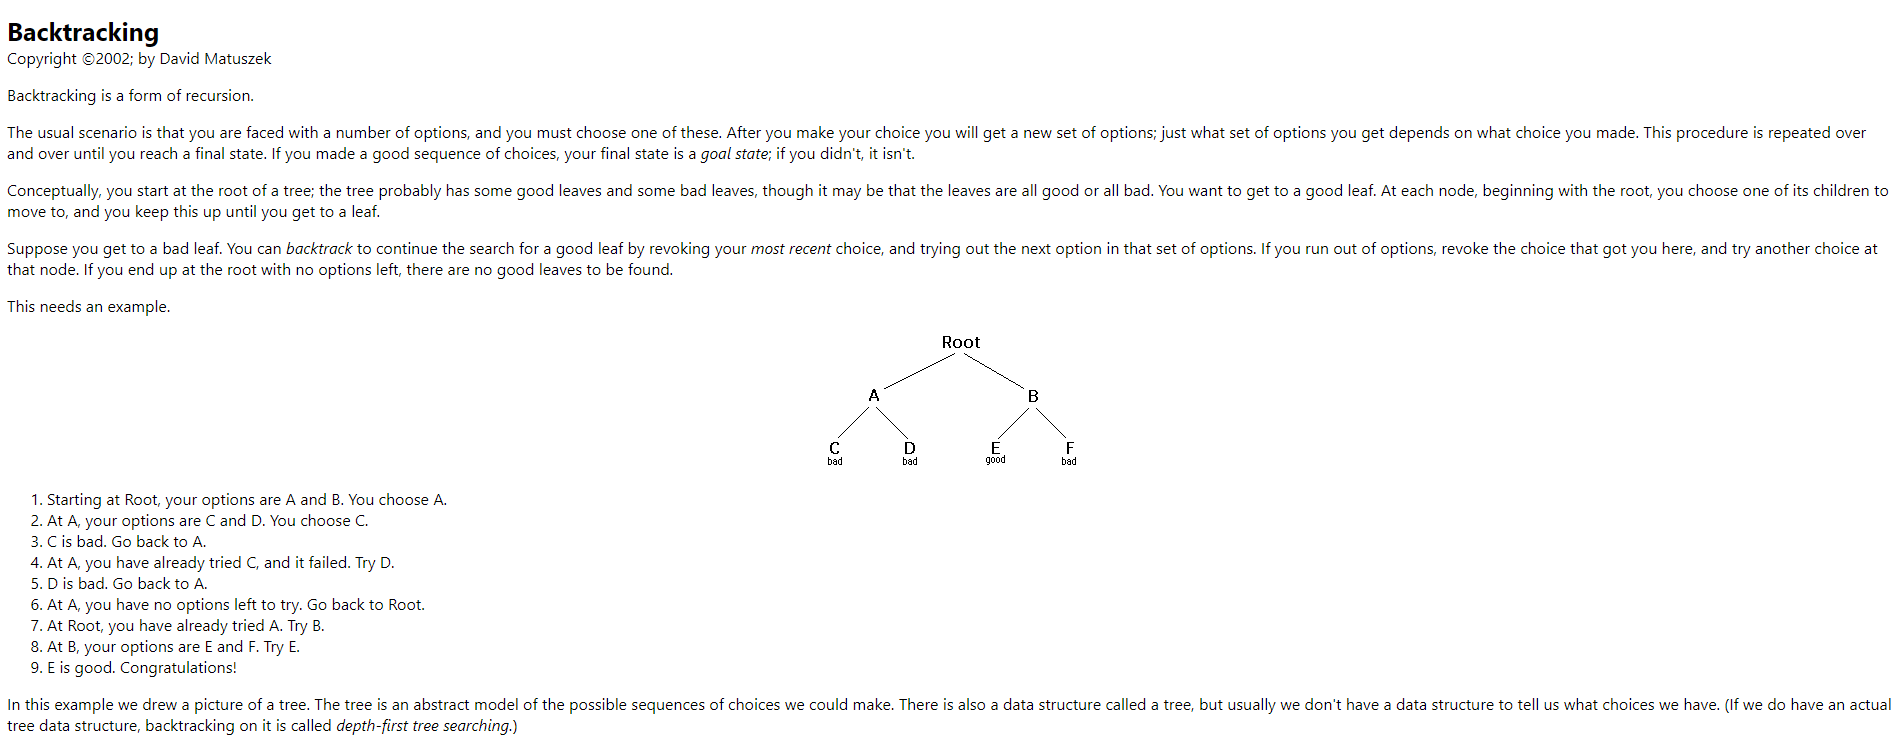 Backtracking
Copyright ©2002; by David Matuszek
Backtracking is a form of recursion.
The usual scenario is that you are faced with a number of options, and you must choose one of these. After you make your choice you will get a new set of options; just what set of options you get depends on what choice you made. This procedure is repeated over
and over until you reach a final state. If you made a good sequence of choices, your final state is a goal state; if you didn't, it isn't.
Conceptually, you start at the root of a tree; the tree probably has some good leaves and some bad leaves, though it may be that the leaves are all good or all bad. You want to get to a good leaf. At each node, beginning with the root, you choose one of its children to
move to, and you keep this up until you get to a leaf.
Suppose you get to a bad leaf. You can backtrack to continue the search for a good leaf by revoking your most recent choice, and trying out the next option in that set of options. If you run out of options, revoke the choice that got you here, and try another choice at
that node. If you end up at the root with no options left, there are no good leaves to be found.
This needs an example.
Root
A B
C D E F
bad bad good bad
1. Starting at Root, your options are A and B. You choose A.
2. At A, your options are C and D. You choose C.
3. C is bad. Go back to A.
4. At A, you have already tried C, and it failed. Try D.
5. D is bad. Go back to A.
6. At A, you have no options left to try. Go back to Root.
7. At Root, you have already tried A. Try B.
8. At B, your options are E and F. Try E.
9. E is good. Congratulations!
In this example we drew a picture of a tree. The tree is an abstract model of the possible sequences of choices we could make. There is also a data structure called a tree, but usually we don't have a data structure to tell us what choices we have. (If we do have an actual
tree data structure, backtracking on it is called depth-first tree searching.)